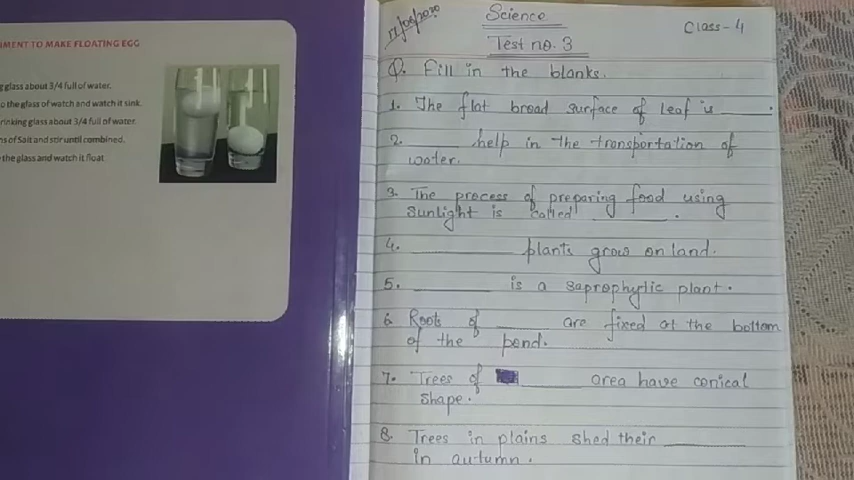 IMENT TO MAKE FLOATING EGG
g glass about 3/4 full of water.
o the glass of watch and watch it sink.
rinking glass about 3/4 full of water.
ns of Salt and stir until combined.
the glass and watch it float
17/06/2020
Science
Class-4
Test no. 3
Q. Fill in the blanks.
1. The flat broad surface of leaf is ______.
2. ______ help in the transportation of
water.
3. The process of preparing food using
sunlight is called ______.
4. ______ plants grow on land.
5. ______ is a saprophytic plant.
6. Roots of ______ are fixed at the bottom
of the pond.
7. Trees of ______ area have conical
shape.
8. Trees in plains shed their ______
in autumn.